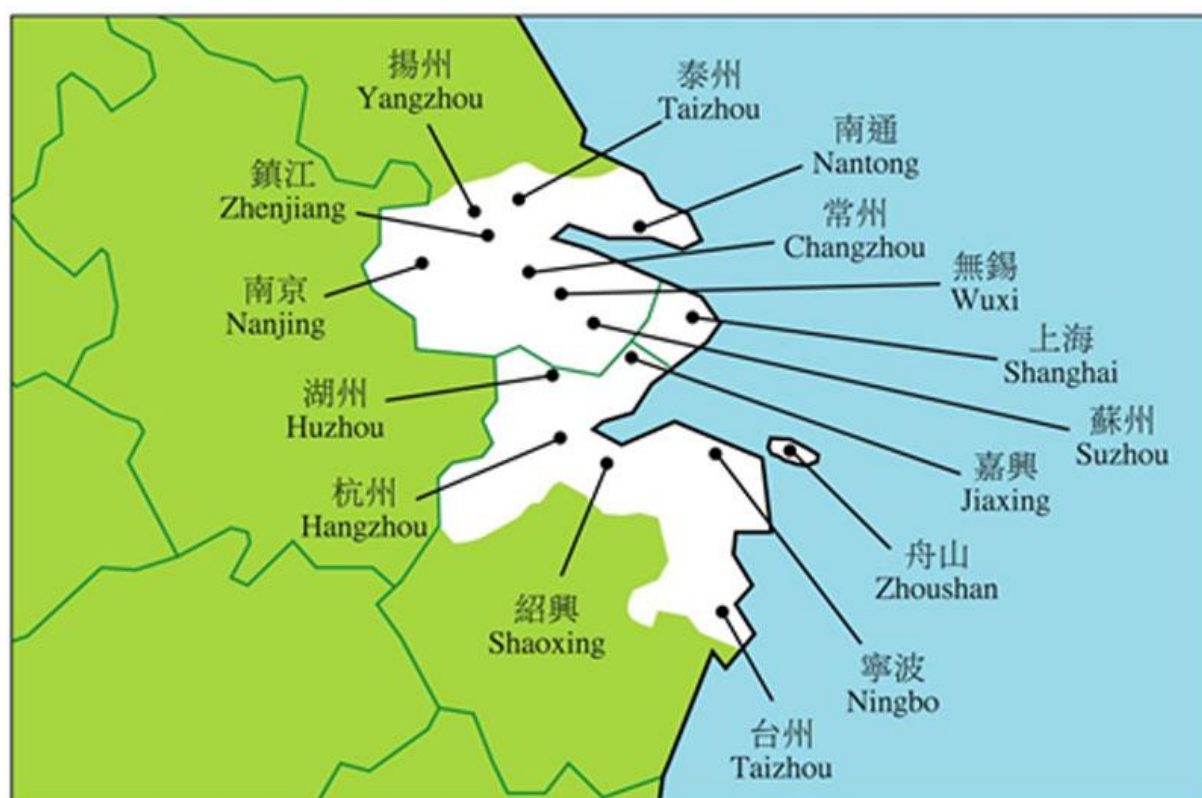 揚州
Yangzhou
泰州
Taizhou
南通
Nantong
鎮江
Zhenjiang
常州
Changzhou
南京
Nanjing
無錫
Wuxi
上海
Shanghai
湖州
Huzhou
蘇州
Suzhou
嘉興
Jiaxing
杭州
Hangzhou
舟山
Zhoushan
紹興
Shaoxing
寧波
Ningbo
台州
Taizhou